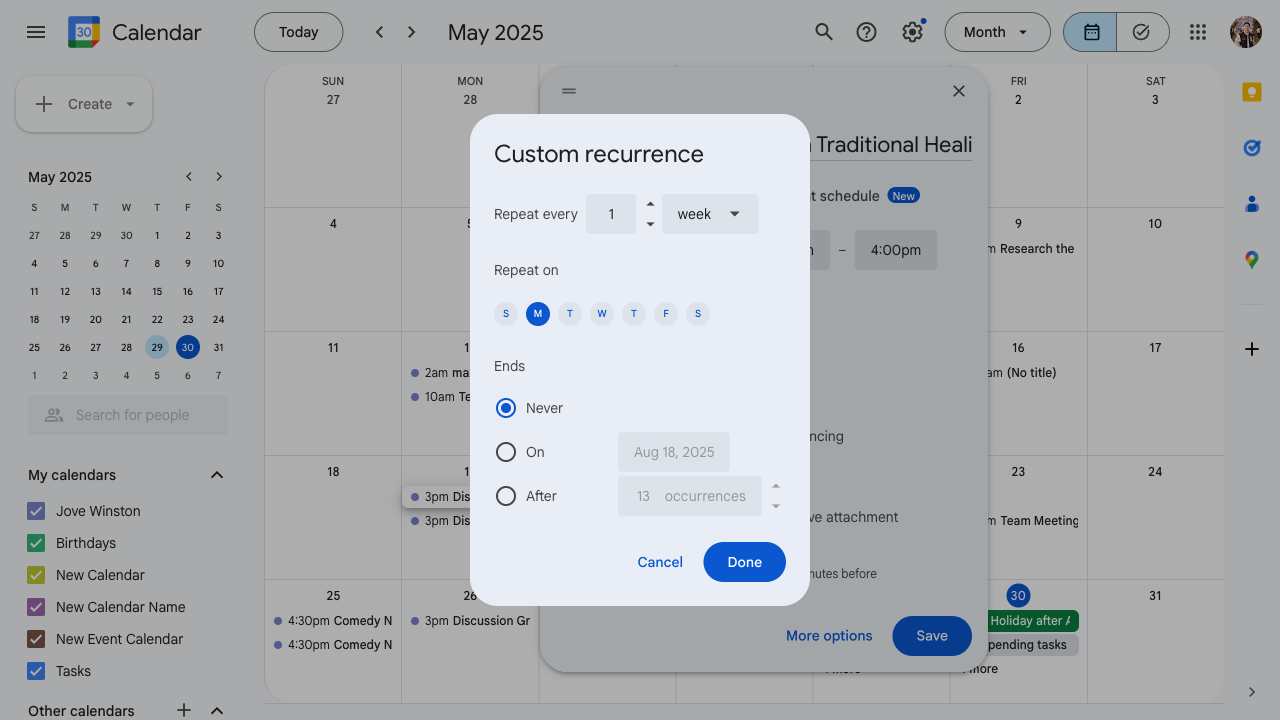 Calendar
Today
May 2025
Month
Create
May 2025
S M T W T F S
27 28 29 30 1 2 3
4 5 6 7 8 9 10
11 12 13 14 15 16 17
18 19 20 21 22 23 24
25 26 27 28 29 30 31
1 2 3 4 5 6 7
Search for people
My calendars
Jove Winston
Birthdays
New Calendar
New Calendar Name
New Event Calendar
Tasks
Other calendars
SUN MON FRI SAT
27 28 2 3
4 9 10
Research the
11 16 17
2am
10am
(No title)
18 23 24
3pm Dis
3pm Dis
Team Meeting
25 26 30 31
4:30pm Comedy N
3pm Discussion Gr
Holiday after
4:30pm Comedy N
pending tasks
more
Traditional Heali
schedule New
– 4:00pm
attachment
before
More options
Save
Custom recurrence
Repeat every 1 week
Repeat on
S M T W T F S
Ends
Never
On Aug 18, 2025
After 13 occurrences
Cancel Done